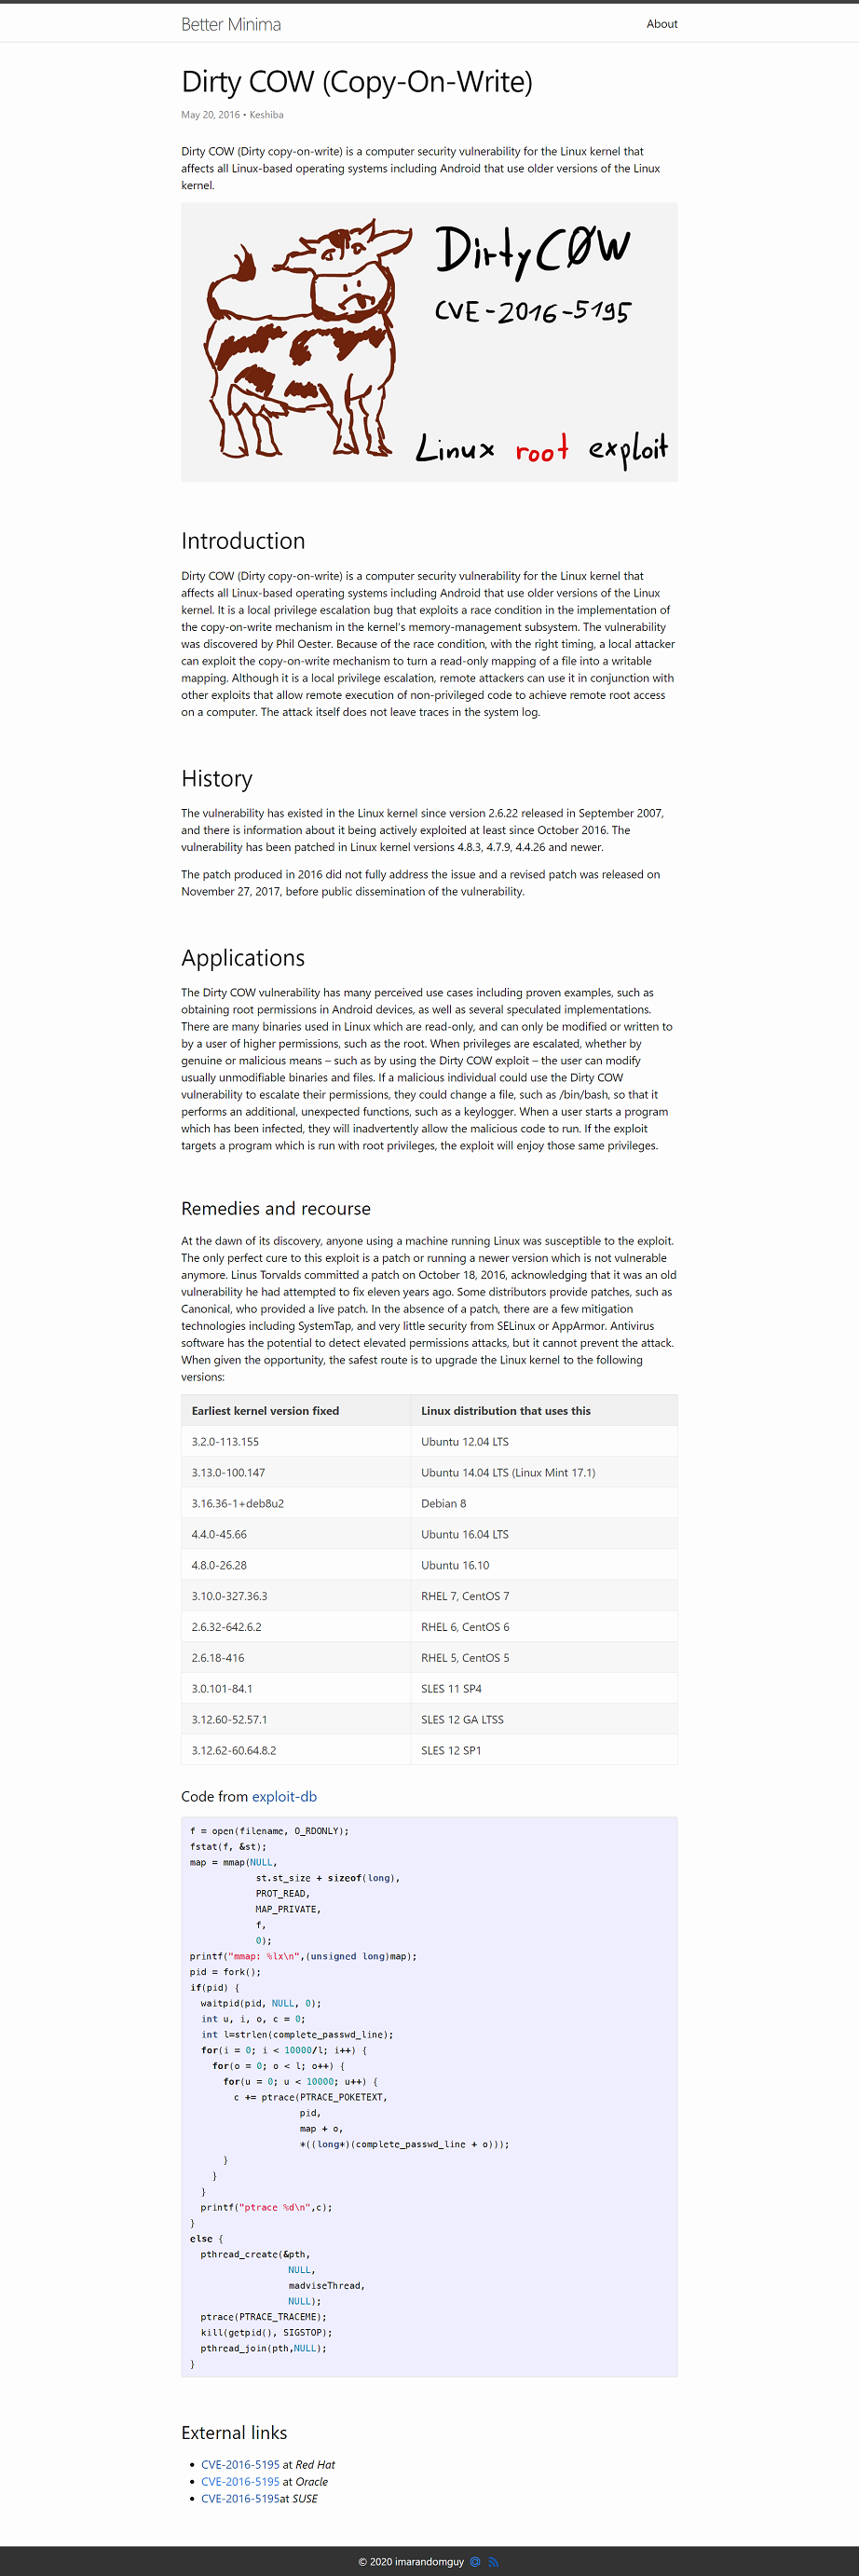 Better Minima
About
Dirty COW (Copy-On-Write)
May 20, 2016 • Keshiba
Dirty COW (Dirty copy-on-write) is a computer security vulnerability for the Linux kernel that
affects all Linux-based operating systems including Android that use older versions of the Linux
kernel.
DirtyCØW
CVE-2016-5195
Linux root exploit
Introduction
Dirty COW (Dirty copy-on-write) is a computer security vulnerability for the Linux kernel that
affects all Linux-based operating systems including Android that use older versions of the Linux
kernel. It is a local privilege escalation bug that exploits a race condition in the implementation of
the copy-on-write mechanism in the kernel's memory-management subsystem. The vulnerability
was discovered by Phil Oester. Because of the race condition, with the right timing, a local attacker
can exploit the copy-on-write mechanism to turn a read-only mapping of a file into a writable
mapping. Although it is a local privilege escalation, remote attackers can use it in conjunction with
other exploits that allow remote execution of non-privileged code to achieve remote root access
on a computer. The attack itself does not leave traces in the system log.
History
The vulnerability has existed in the Linux kernel since version 2.6.22 released in September 2007,
and there is information about it being actively exploited at least since October 2016. The
vulnerability has been patched in Linux kernel versions 4.8.3, 4.7.9, 4.4.26 and newer.
The patch produced in 2016 did not fully address the issue and a revised patch was released on
November 27, 2017, before public dissemination of the vulnerability.
Applications
The Dirty COW vulnerability has many perceived use cases including proven examples, such as
obtaining root permissions in Android devices, as well as several speculated implementations.
There are many binaries used in Linux which are read-only, and can only be modified or written to
by a user of higher permissions, such as the root. When privileges are escalated, whether by
genuine or malicious means – such as by using the Dirty COW exploit – the user can modify
usually unmodifiable binaries and files. If a malicious individual could use the Dirty COW
vulnerability to escalate their permissions, they could change a file, such as /bin/bash, so that it
performs an additional, unexpected functions, such as a keylogger. When a user starts a program
which has been infected, they will inadvertently allow the malicious code to run. If the exploit
targets a program which is run with root privileges, the exploit will enjoy those same privileges.
Remedies and recourse
At the dawn of its discovery, anyone using a machine running Linux was susceptible to the exploit.
The only perfect cure to this exploit is a patch or running a newer version which is not vulnerable
anymore. Linus Torvalds committed a patch on October 18, 2016, acknowledging that it was an old
vulnerability he had attempted to fix eleven years ago. Some distributors provide patches, such as
Canonical, who provided a live patch. In the absence of a patch, there are a few mitigation
technologies including SystemTap, and very little security from SELinux or AppArmor. Antivirus
software has the potential to detect elevated permissions attacks, but it cannot prevent the attack.
When given the opportunity, the safest route is to upgrade the Linux kernel to the following
versions:
Earliest kernel version fixed Linux distribution that uses this
3.2.0-113.155 Ubuntu 12.04 LTS
3.13.0-100.147 Ubuntu 14.04 LTS (Linux Mint 17.1)
3.16.36-1+deb8u2 Debian 8
4.4.0-45.66 Ubuntu 16.04 LTS
4.8.0-26.28 Ubuntu 16.10
3.10.0-327.36.3 RHEL 7, CentOS 7
2.6.32-642.6.2 RHEL 6, CentOS 6
2.6.18-416 RHEL 5, CentOS 5
3.0.101-84.1 SLES 11 SP4
3.12.60-52.57.1 SLES 12 GA LTSS
3.12.62-60.64.8.2 SLES 12 SP1
Code from exploit-db
f = open(filename, O_RDONLY);
fstat(f, &st);
map = mmap(NULL,
st.st_size + sizeof(long),
PROT_READ,
MAP_PRIVATE,
f,
0);
printf("mmap: %lx\n",(unsigned long)map);
pid = fork();
if(pid) {
waitpid(pid, NULL, 0);
int u, i, o, c = 0;
int l=strlen(complete_passwd_line);
for(i = 0; i < 10000/l; i++) {
for(o = 0; o < l; o++) {
for(u = 0; u < 10000; u++) {
c += ptrace(PTRACE_POKETEXT,
pid,
map + o,
*((long*)(complete_passwd_line + o)));
}
}
}
printf("ptrace %d\n",c);
}
else {
pthread_create(&pth,
NULL,
madviseThread,
NULL);
ptrace(PTRACE_TRACEME);
kill(getpid(), SIGSTOP);
pthread_join(pth,NULL);
}
External links
• CVE-2016-5195 at Red Hat
• CVE-2016-5195 at Oracle
• CVE-2016-5195at SUSE
© 2020 imarandomguy